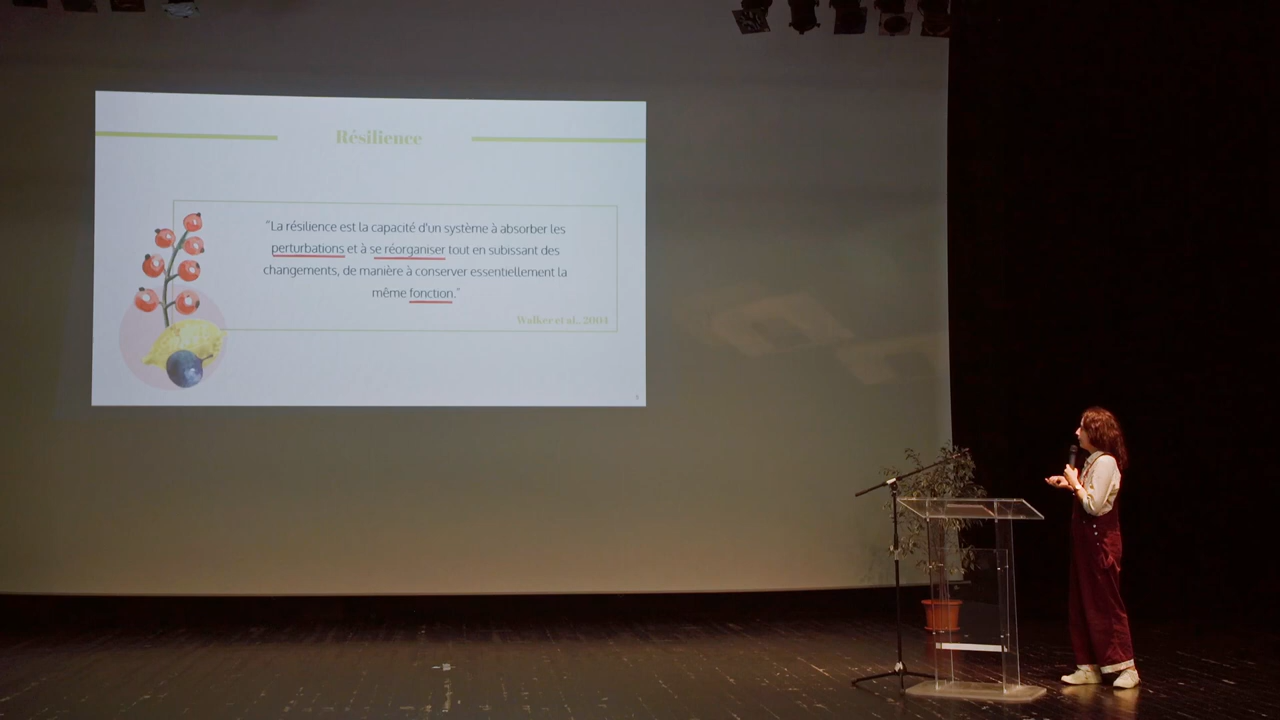 Résilience
"La résilience est la capacité d'un système à absorber les
perturbations et à se réorganiser tout en subissant des
changements, de manière à conserver essentiellement la
même fonction."
Walker et al., 2004